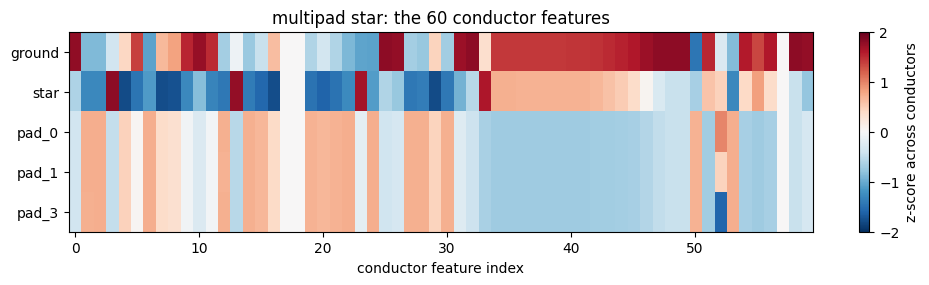 multipad star: the 60 conductor features
ground
star
pad_0
pad_1
pad_3
0
10
20
30
40
50
conductor feature index
2
1
0
−1
−2
z-score across conductors